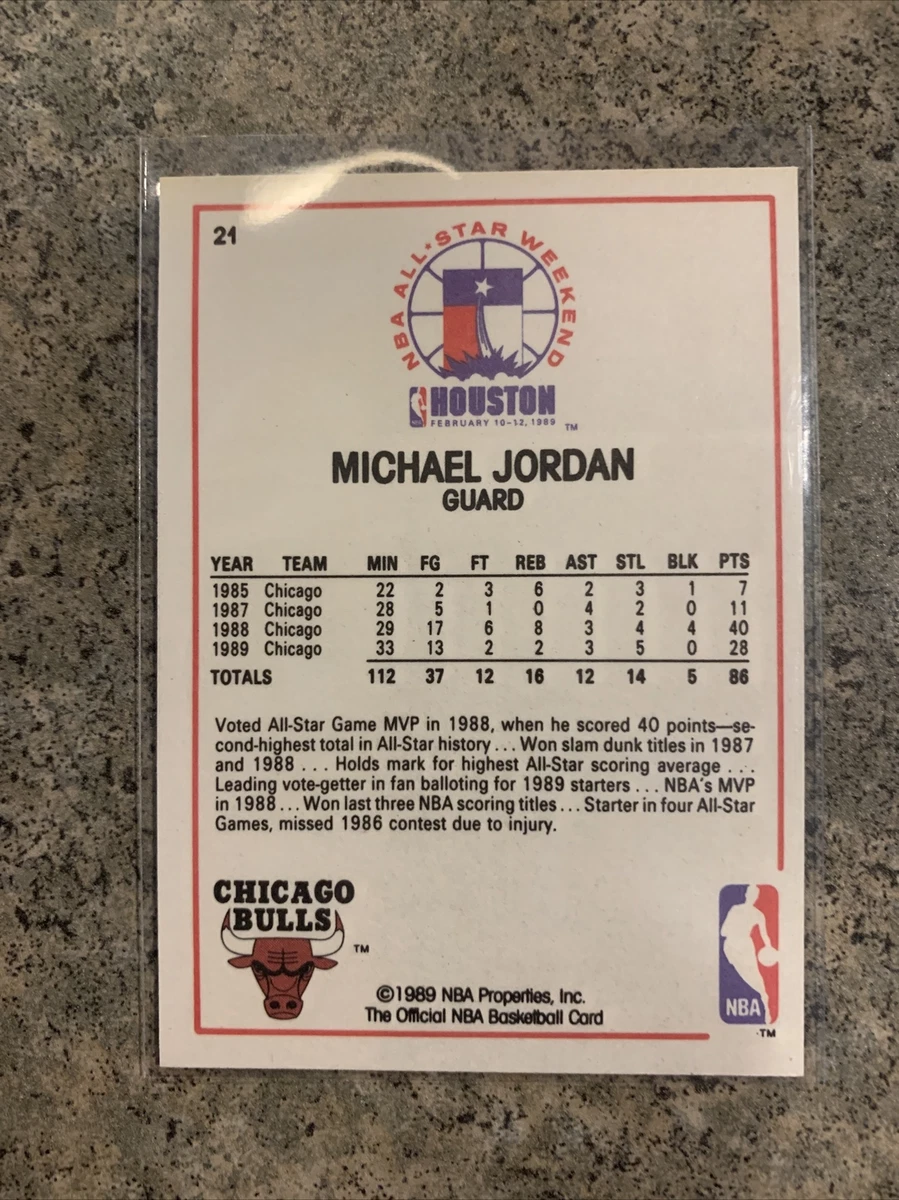 21
NBA ALL·STAR WEEKEND
NBA HOUSTON
FEBRUARY 10-12, 1989 TM
MICHAEL JORDAN
GUARD
YEAR TEAM MIN FG FT REB AST STL BLK PTS
1985 Chicago 22 2 3 6 2 3 1 7
1987 Chicago 28 5 1 0 4 2 0 11
1988 Chicago 29 17 6 8 3 4 4 40
1989 Chicago 33 13 2 2 3 5 0 28
TOTALS 112 37 12 16 12 14 5 86
Voted All-Star Game MVP in 1988, when he scored 40 points—se-
cond-highest total in All-Star history . . . Won slam dunk titles in 1987
and 1988 . . . Holds mark for highest All-Star scoring average . . .
Leading vote-getter in fan balloting for 1989 starters . . . NBA's MVP
in 1988 . . . Won last three NBA scoring titles . . . Starter in four All-Star
Games, missed 1986 contest due to injury.
CHICAGO
BULLS
TM
©1989 NBA Properties, Inc.
The Official NBA Basketball Card
NBA
TM